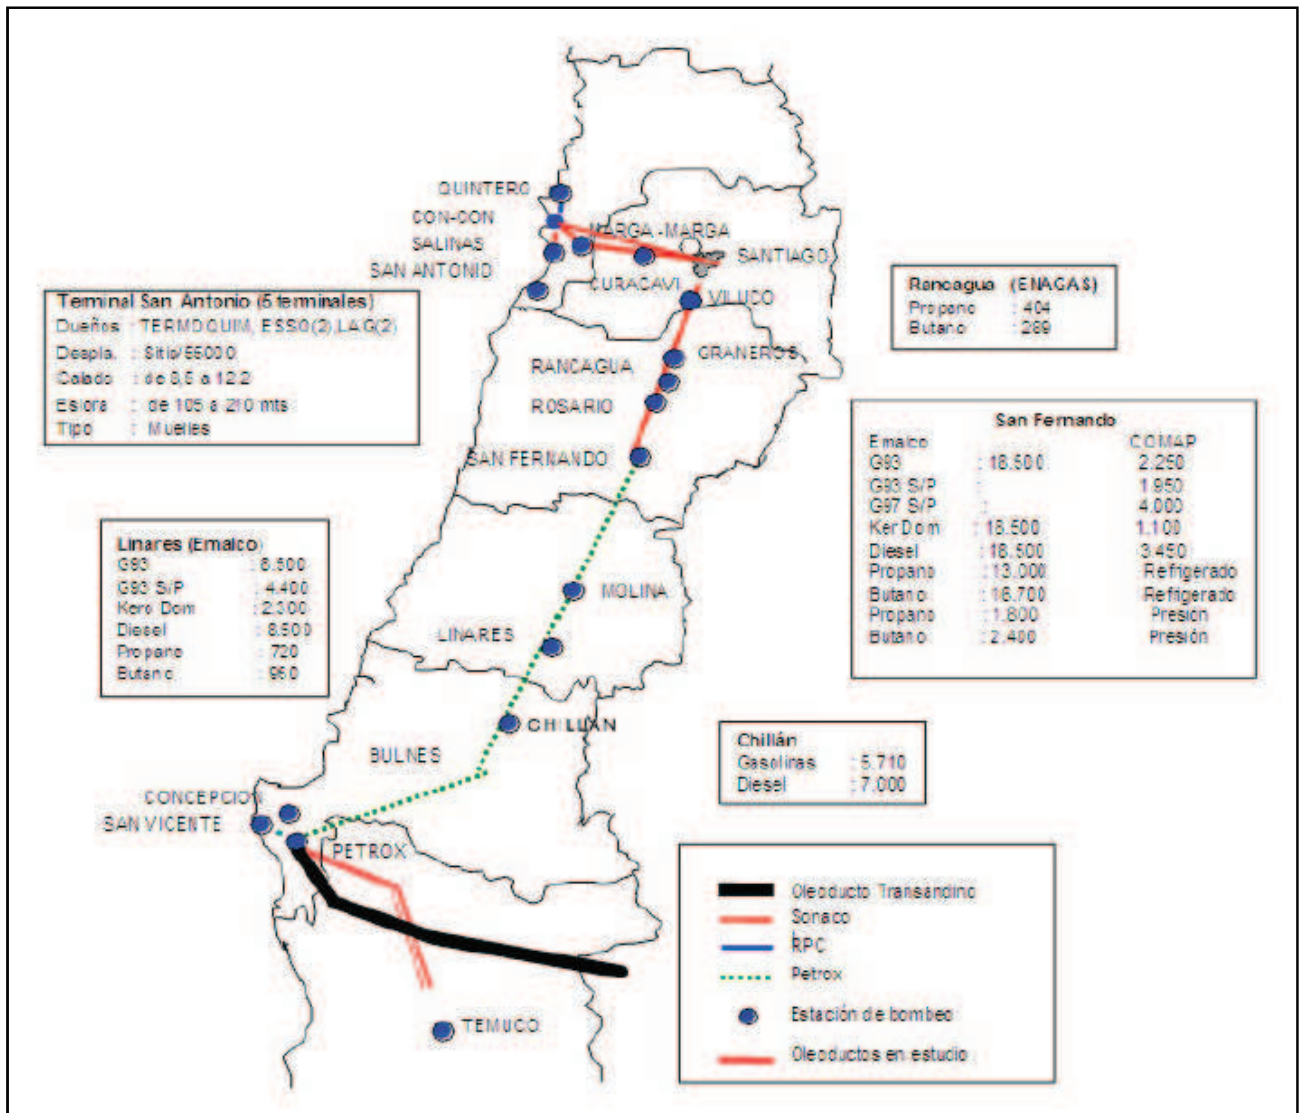 QUINTERO
CON-CON
MARGA-MARGA
SALINAS
SANTIAGO
SAN ANTONIO
CURACAVI
VILUCO
Terminal San Antonio (5 terminales)
Dueños : TERMOQUIM, ESSO(2),LAG(2)
Despla. : Sitio/55000
Calado : de 8,5 a 12,2
Eslora : de 105 a 210 mts
Tipo : Muelles
Rancagua (ENAGAS)
Propano : 404
Butano : 289
GRANEROS
RANCAGUA
ROSARIO
SAN FERNANDO
San Fernando
Emalco COMAP
G93 : 18.500 2.250
G93 S/P : 1.950
G97 S/P : 4.000
Ker Dom : 18.500 1.100
Diesel : 18.500 3.450
Propano : 13.000 Refrigerado
Butano : 16.700 Refrigerado
Propano : 1.800 Presión
Butano : 2.400 Presión
Linares (Emalco)
G93 : 8.500
G93 S/P : 4.400
Kero Dom : 2.300
Diesel : 8.500
Propano : 720
Butano : 960
MOLINA
LINARES
CHILLAN
BULNES
Chillán
Gasolinas : 5.710
Diesel : 7.000
CONCEPCION
SAN VICENTE
PETROX
TEMUCO
Oleoducto Transandino
Sonaco
RPC
Petrox
Estación de bombeo
Oleoductos en estudio